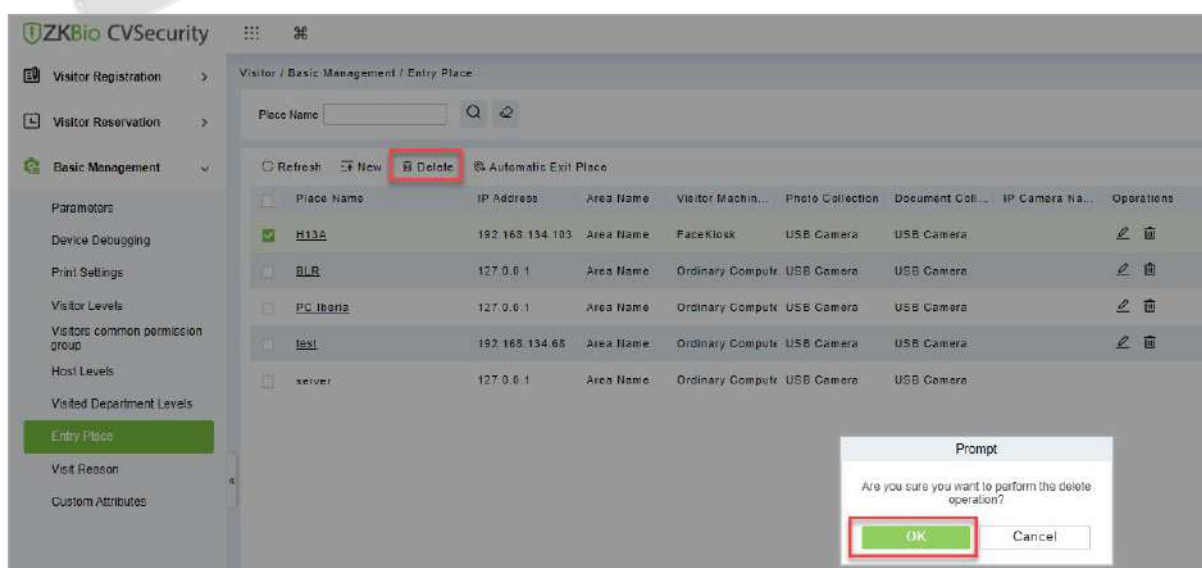 ZKBio CVSecurity
Visitor Registration
Visitor / Basic Management / Entry Place
Visitor Reservation
Place Name
Basic Management
Refresh New Delete Automatic Exit Place
Place Name IP Address Area Name Visitor Machin... Photo Collection Document Coll... IP Camera Na... Operations
Parameters
H13A 192.168.134.103 Area Name FaceKiosk USB Camera USB Camera
Device Debugging
BLR 127.0.0.1 Area Name Ordinary Compute USB Camera USB Camera
Print Settings
PC Iberia 127.0.0.1 Area Name Ordinary Compute USB Camera USB Camera
Visitor Levels
Visitors common permission
group
test 192.168.134.68 Area Name Ordinary Compute USB Camera USB Camera
Host Levels
server 127.0.0.1 Area Name Ordinary Compute USB Camera USB Camera
Visited Department Levels
Entry Place
Visit Reason
Custom Attributes
Prompt
Are you sure you want to perform the delete
operation?
OK Cancel